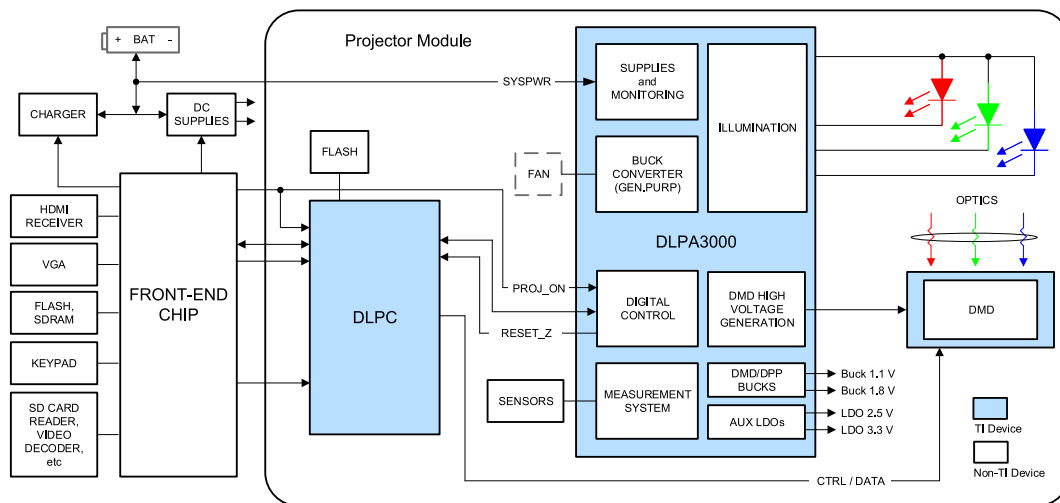 + BAT -
Projector Module
CHARGER
DC
SUPPLIES
SYSPWR
SUPPLIES
and
MONITORING
ILLUMINATION
FLASH
FAN
BUCK
CONVERTER
(GEN.PURP)
HDMI
RECEIVER
VGA
FLASH,
SDRAM
KEYPAD
SD CARD
READER,
VIDEO
DECODER,
etc
FRONT-END
CHIP
DLPC
DLPA3000
PROJ_ON
RESET_Z
DIGITAL
CONTROL
DMD HIGH
VOLTAGE
GENERATION
OPTICS
DMD
SENSORS
MEASUREMENT
SYSTEM
DMD/DPP
BUCKS
AUX LDOs
Buck 1.1 V
Buck 1.8 V
LDO 2.5 V
LDO 3.3 V
CTRL / DATA
TI Device
Non-TI Device